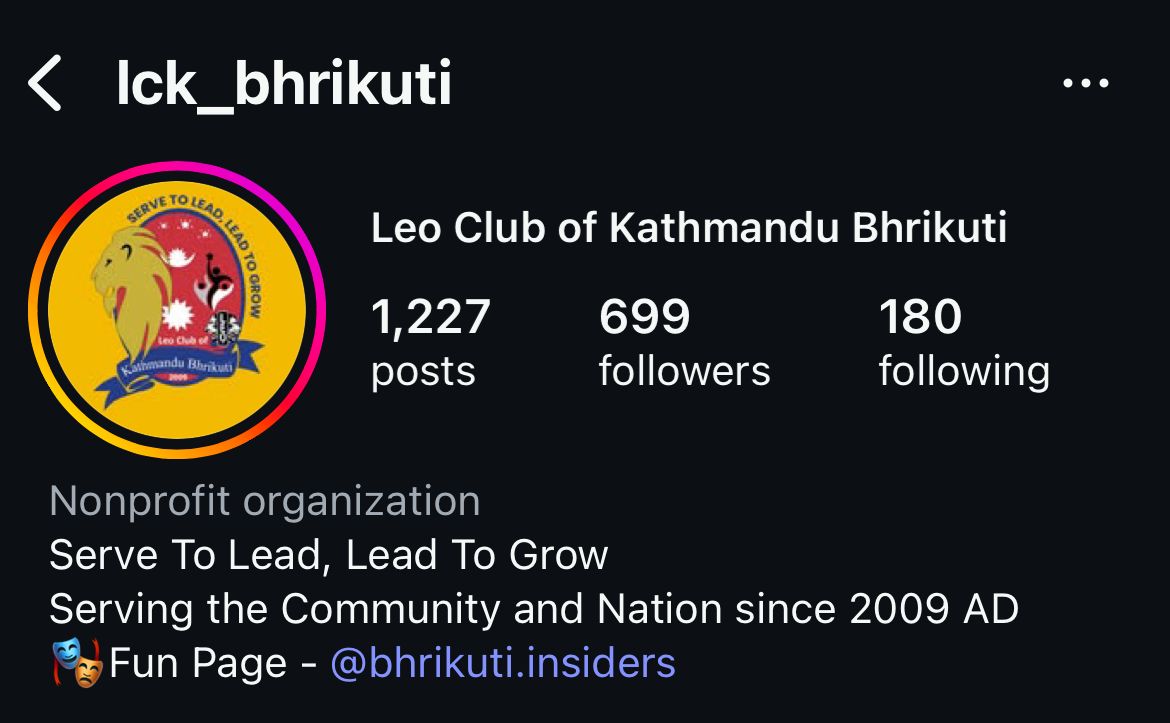 lck_bhrikuti
SERVE TO LEAD, LEAD TO GROW
Leo Club of
Kathmandu Bhrikuti
2009
Leo Club of Kathmandu Bhrikuti
1,227 699 180
posts followers following
Nonprofit organization
Serve To Lead, Lead To Grow
Serving the Community and Nation since 2009 AD
🎭Fun Page - @bhrikuti.insiders